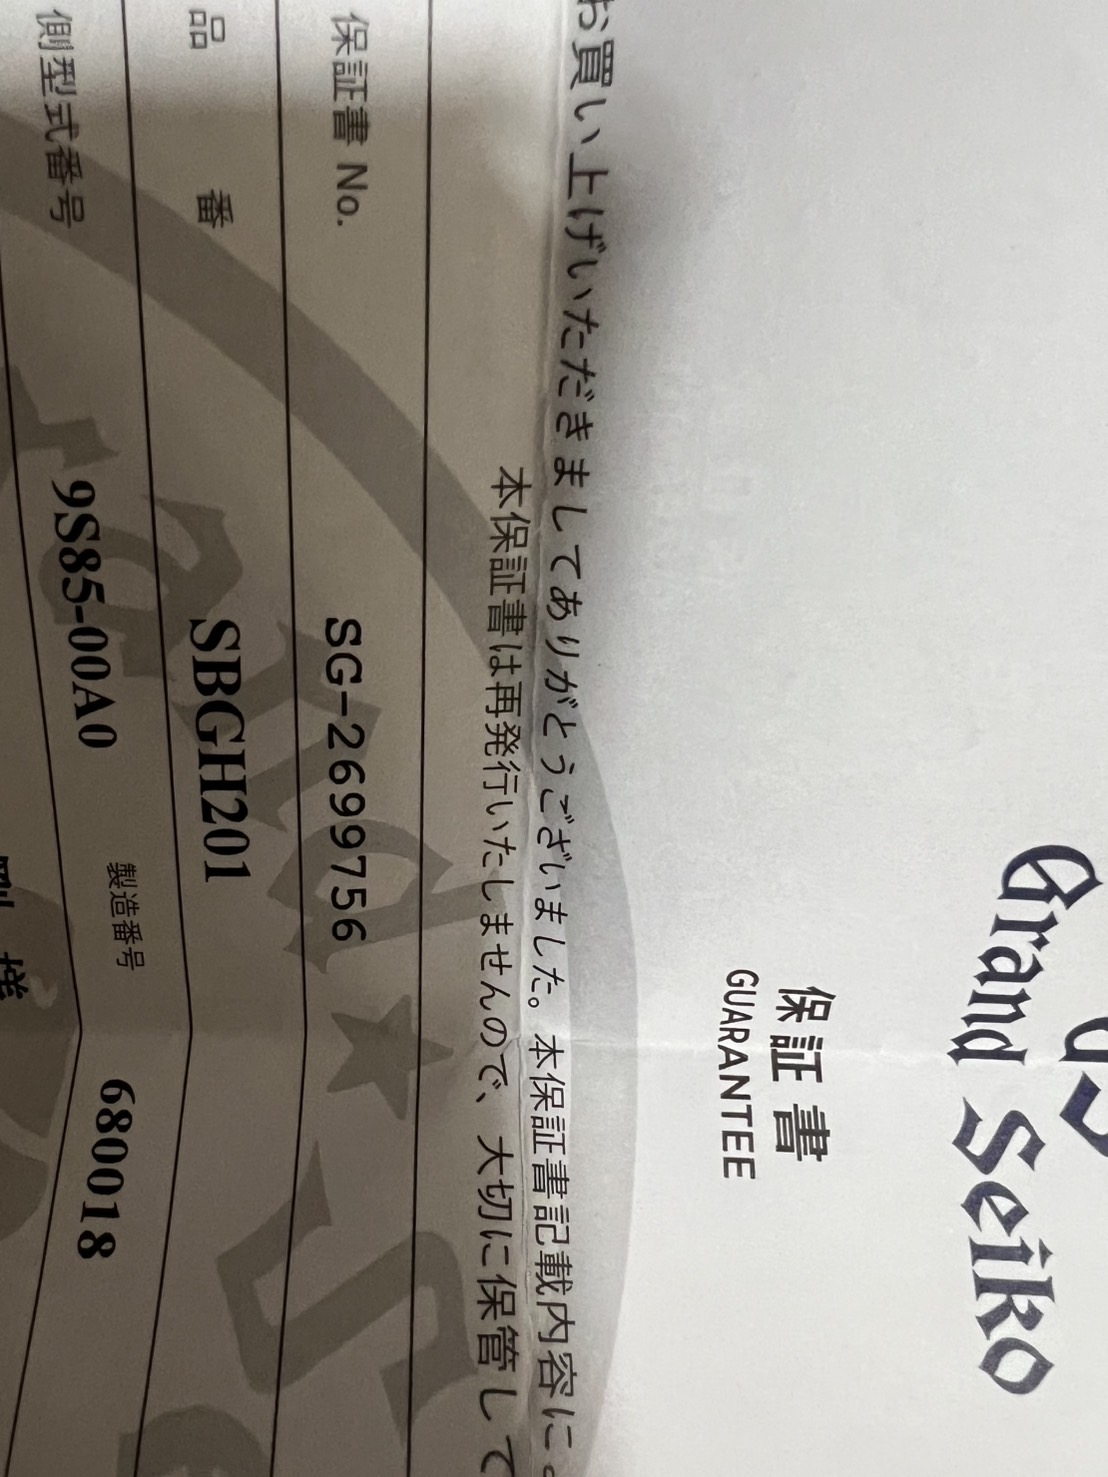 Grand Seiko
保証書
GUARANTEE
お買い上げいただきましてありがとうございました。本保証書記載内容に
本保証書は再発行いたしませんので、大切に保管して
保証書 No. SG-2699756
品番 SBGH201
側型式番号 9S85-00A0 製造番号 680018
様